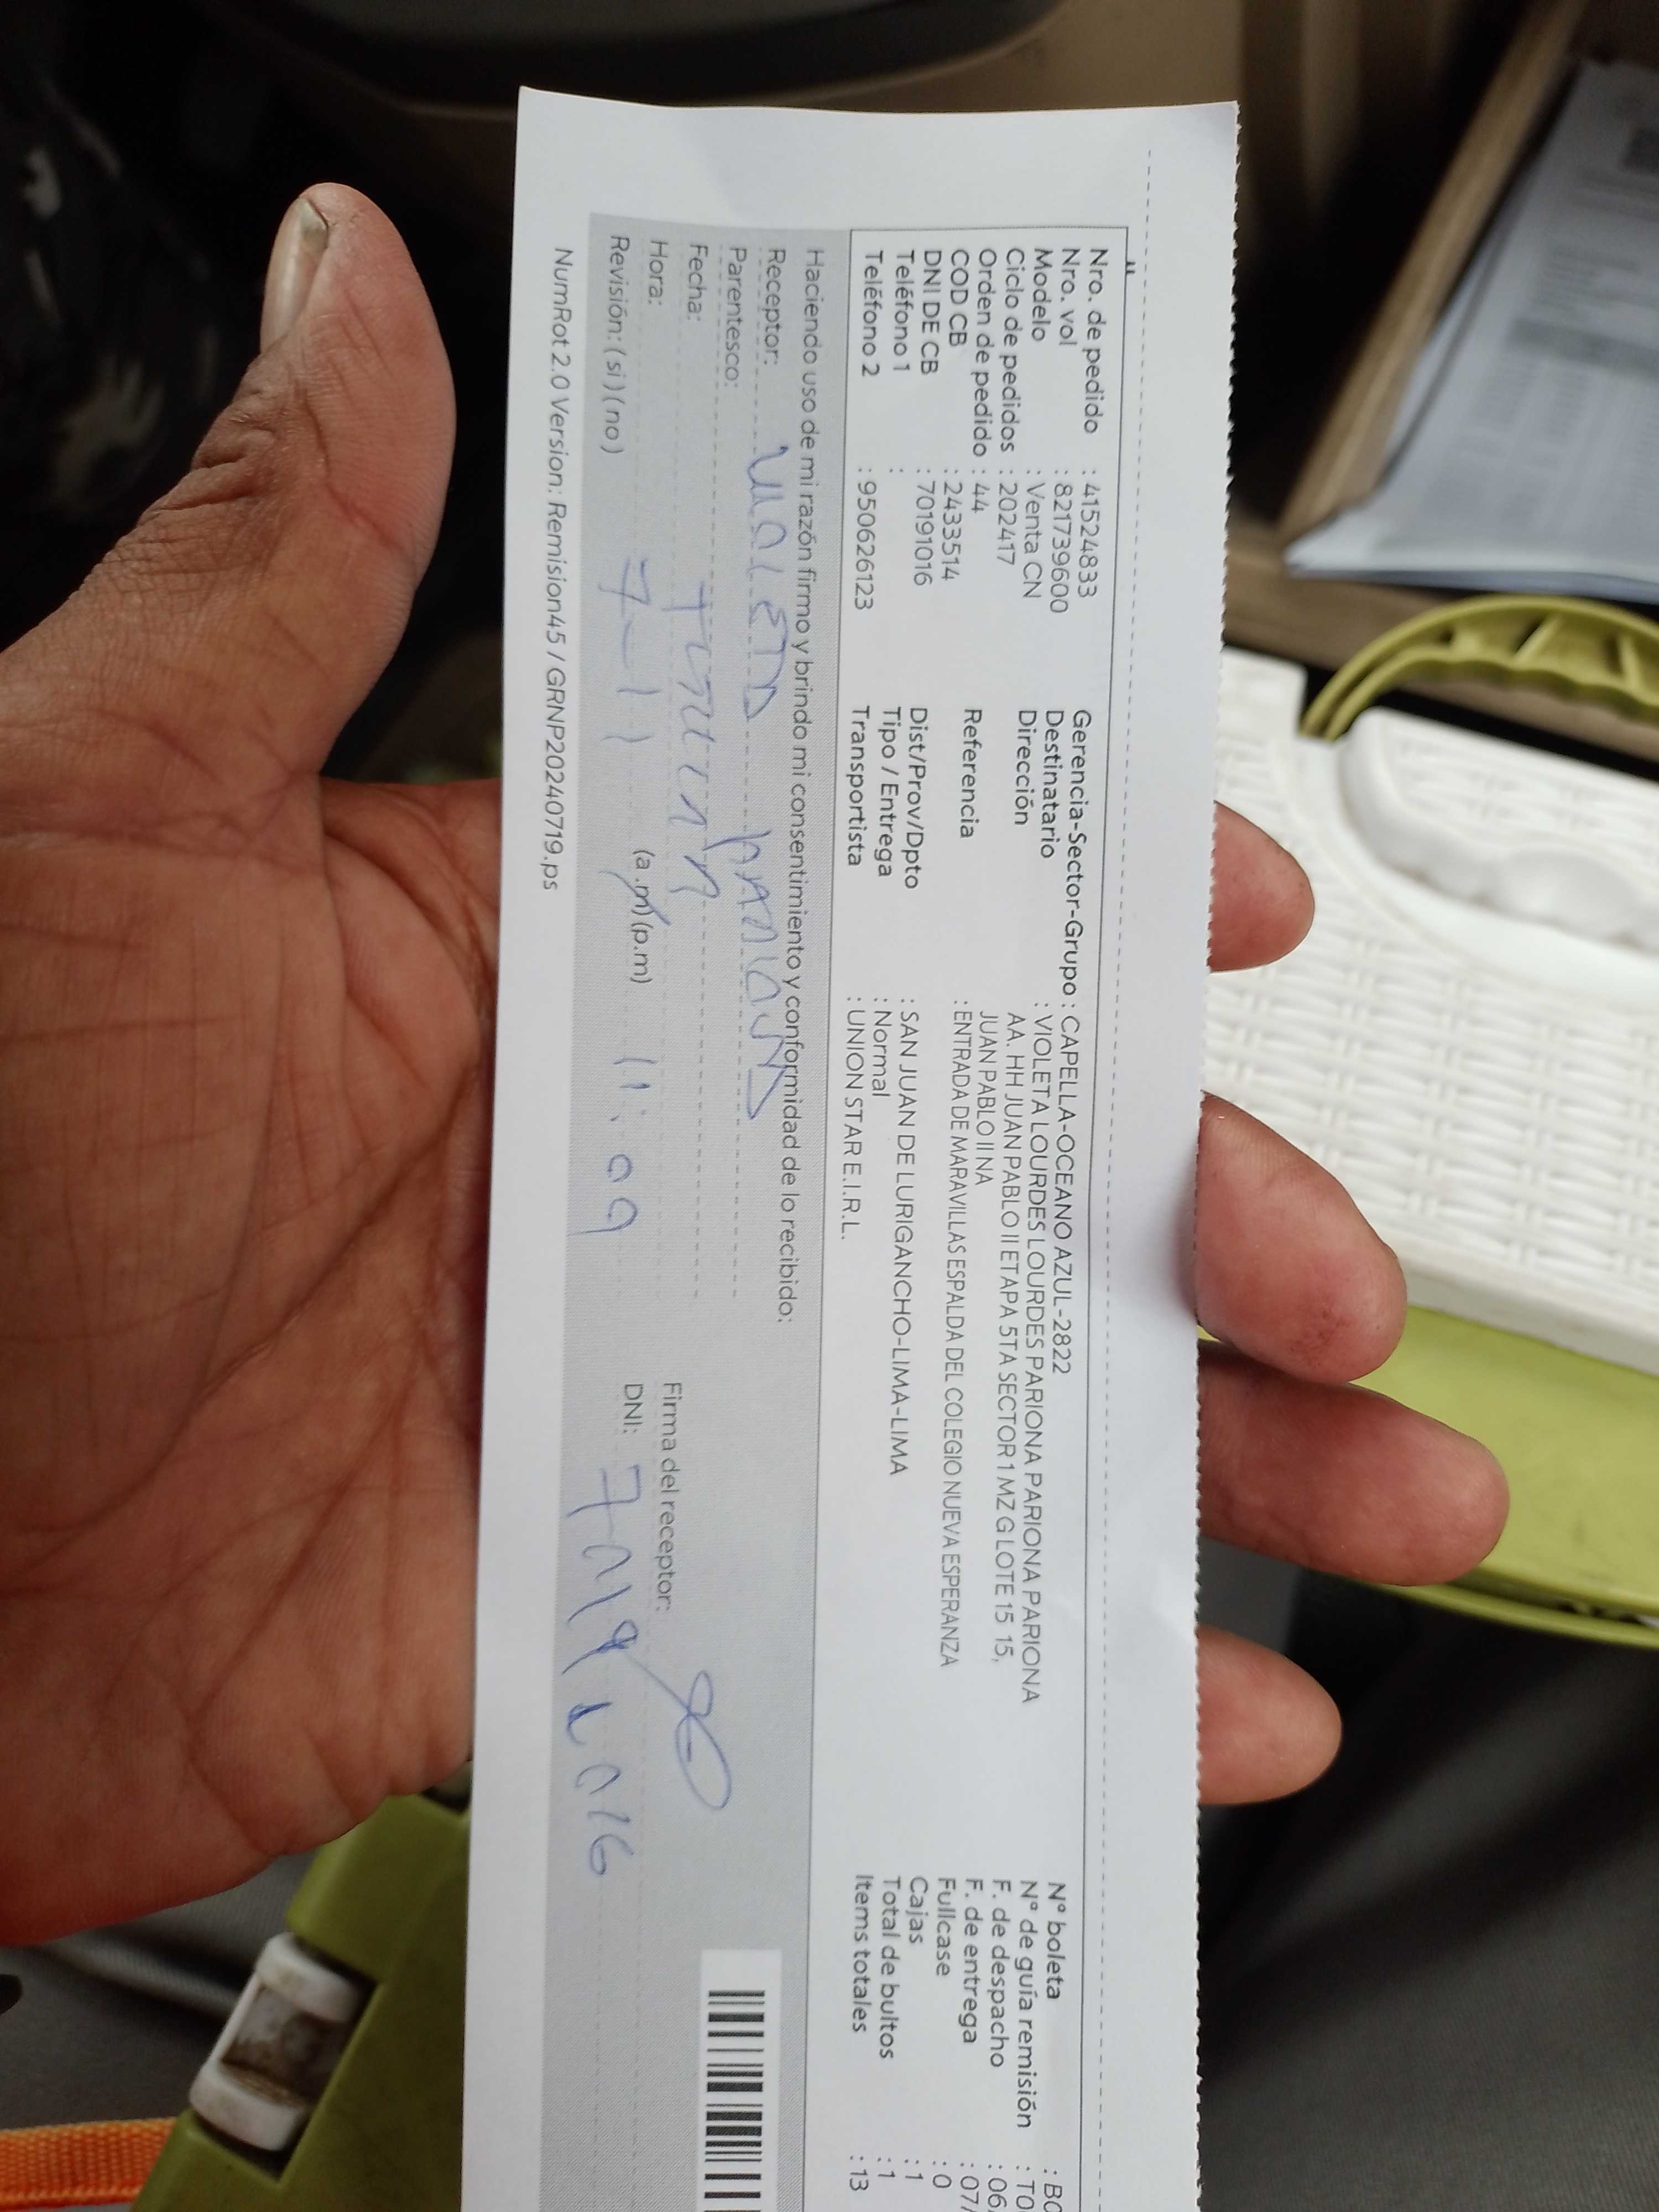 Nro. de pedido : 41524833
Nro. vol : 821739600
Modelo : Venta CN
Ciclo de pedidos : 202417
Orden de pedido : 44
COD CB : 2433514
DNI DE CB : 70191016
Teléfono 1 :
Teléfono 2 : 950626123
Gerencia-Sector-Grupo : CAPELLA-OCEANO AZUL-2822
Destinatario : VIOLETA LOURDES LOURDES PARIONA PARIONA PARIONA
Dirección AA. HH JUAN PABLO II ETAPA 5TA SECTOR 1 MZ G LOTE 15 15,
JUAN PABLO II NA
Referencia : ENTRADA DE MARAVILLAS ESPALDA DEL COLEGIO NUEVA ESPERANZA
Dist/Prov/Dpto : SAN JUAN DE LURIGANCHO-LIMA-LIMA
Tipo / Entrega : Normal
Transportista : UNION STAR E.I.R.L.
N° boleta : BO
N° de guía remisión : T0
F. de despacho : 06/
F. de entrega : 07/
Fullcase : 0
Cajas : 1
Total de bultos : 1
Items totales : 13
Haciendo uso de mi razón firmo y brindo mi consentimiento y conformidad de lo recibido:
Receptor:
Parentesco:
Fecha: 7-11
Hora: (a.m) (p.m) 11:09
Revisión: (si) (no)
Firma del receptor:
DNI: 70191016
NumRot 2.0 Version: Remision45 / GRNP20240719.ps